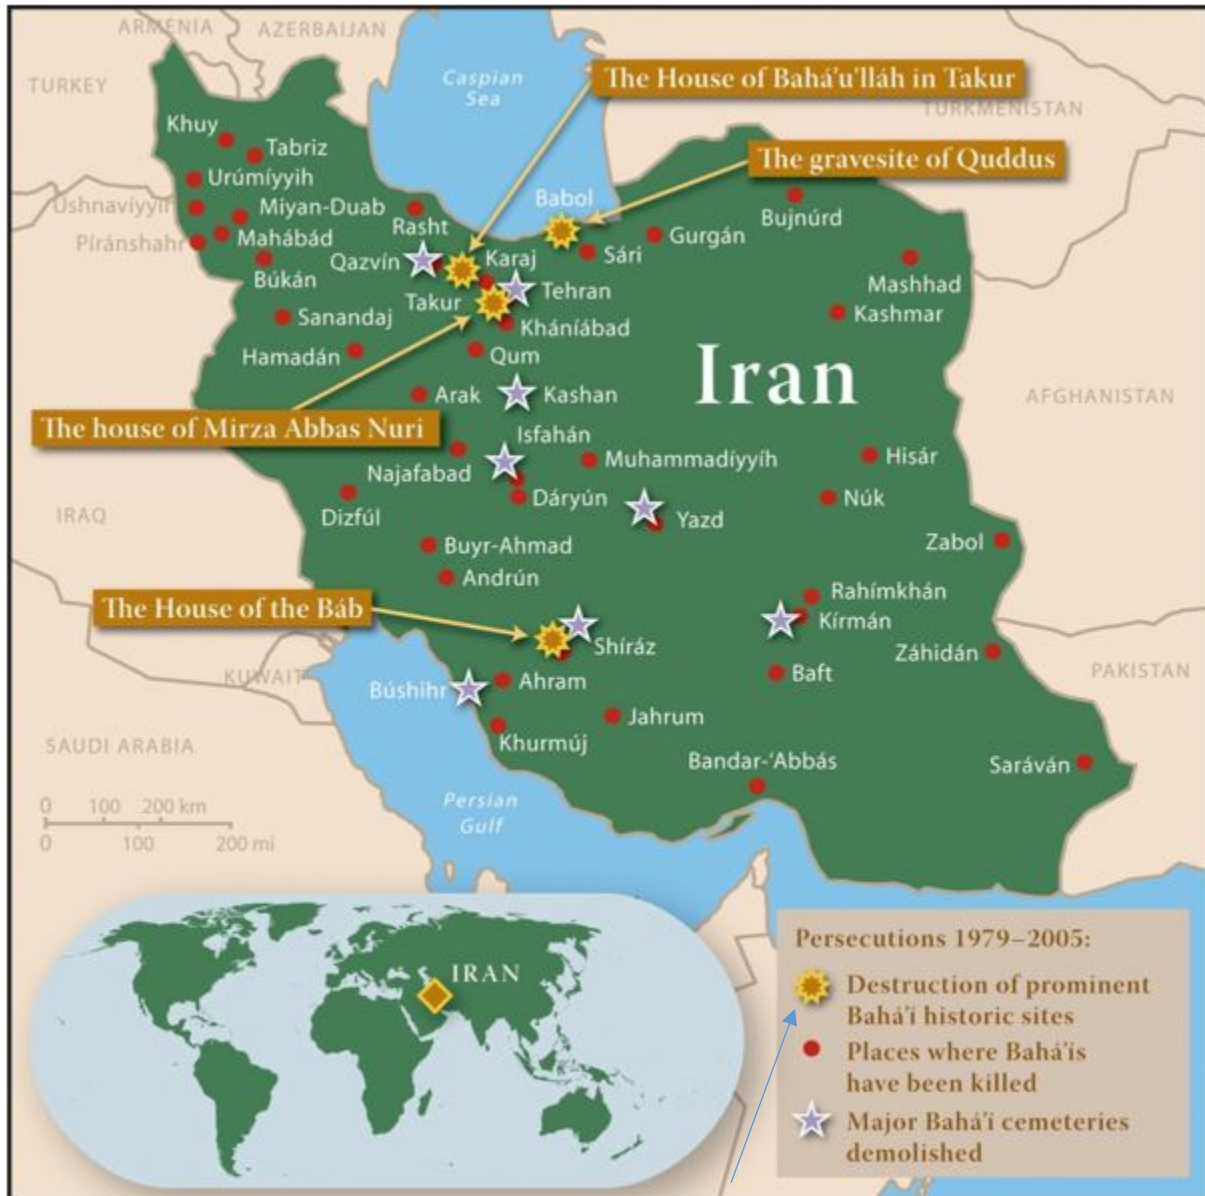 ARMENIA
AZERBAIJAN
TURKEY
Caspian
Sea
The House of Bahá'u'lláh in Takur
TURKMENISTAN
Khuy
Tabriz
The gravesite of Quddus
Urúmíyyih
Babol
Ushnavíyyih
Miyan-Duab
Rasht
Bujnúrd
Píránshahr
Mahábád
Gurgán
Sári
Qazvín
Karaj
Búkán
Mashhad
Takur
Tehran
Sanandaj
Kháníábad
Kashmar
Hamadán
Qum
Iran
Arak
Kashan
AFGHANISTAN
The house of Mirza Abbas Nuri
Isfahán
Najafabad
Muhammadíyyíh
Hisár
Dáryún
Núk
IRAQ
Dizfúl
Yazd
Buyr-Ahmad
Zabol
Andrún
The House of the Báb
Rahímkhán
Kírmán
Shíráz
Záhidán
KUWAIT
Ahram
Baft
PAKISTAN
Búshihr
Jahrum
SAUDI ARABIA
Khurmúj
Bandar-'Abbás
Saráván
0 100 200 km
Persian
Gulf
0 100 200 mi
IRAN
Persecutions 1979–2005:
Destruction of prominent
Bahá'í historic sites
Places where Bahá'ís
have been killed
Major Bahá'í cemeteries
demolished